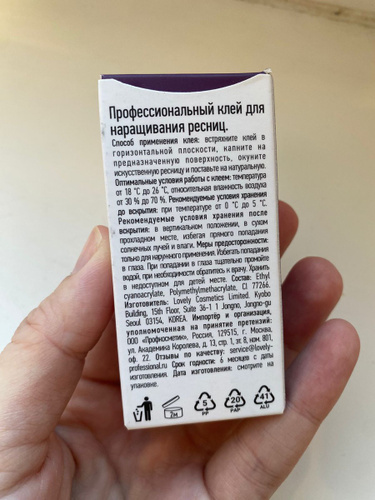 Профессиональный клей для
наращивания ресниц.
Способ применения клея: встряхните клей в
горизонтальной плоскости, капните на
предназначенную поверхность, окуните
искусственную ресницу и поставьте на натуральную.
Оптимальные условия работы с клеем: температура
от 18 °C до 26 °C, относительная влажность воздуха
от 30 % до 70 %. Рекомендуемые условия хранения
до вскрытия: при температуре от 0 °C до 5 °C.
Рекомендуемые условия хранения после
вскрытия: в вертикальном положении, в сухом
прохладном месте, избегая прямого попадания
солнечных лучей и влаги. Меры предосторожности:
только для наружного применения. Избегать попадания
в глаза. При попадании в глаза тщательно промойте
водой, при необходимости обратитесь к врачу. Хранить
в недоступном для детей месте. Состав: Ethyl
cyanoacrylate, Polymethylmethacrylate, CI 77266.
Изготовитель: Lovely Cosmetics Limited. Kyobo
Building, 15th Floor, Suite 36 1 Jongno, Jongno-gu
Seoul 03154, KOREA. Импортёр и организация,
уполномоченная на принятие претензий:
ООО «Профкосметик», Россия, 129515, г. Москва,
ул. Академика Королева, д. 13, стр. 1, эт. 8, ком. 801,
оф. 22. Отзывы о качестве: service@lovely-
professional.ru Срок годности: 6 месяцев с даты
изготовления. Дата изготовления: смотрите на
упаковке.
2M
5
PP
20
PAP
41
ALU